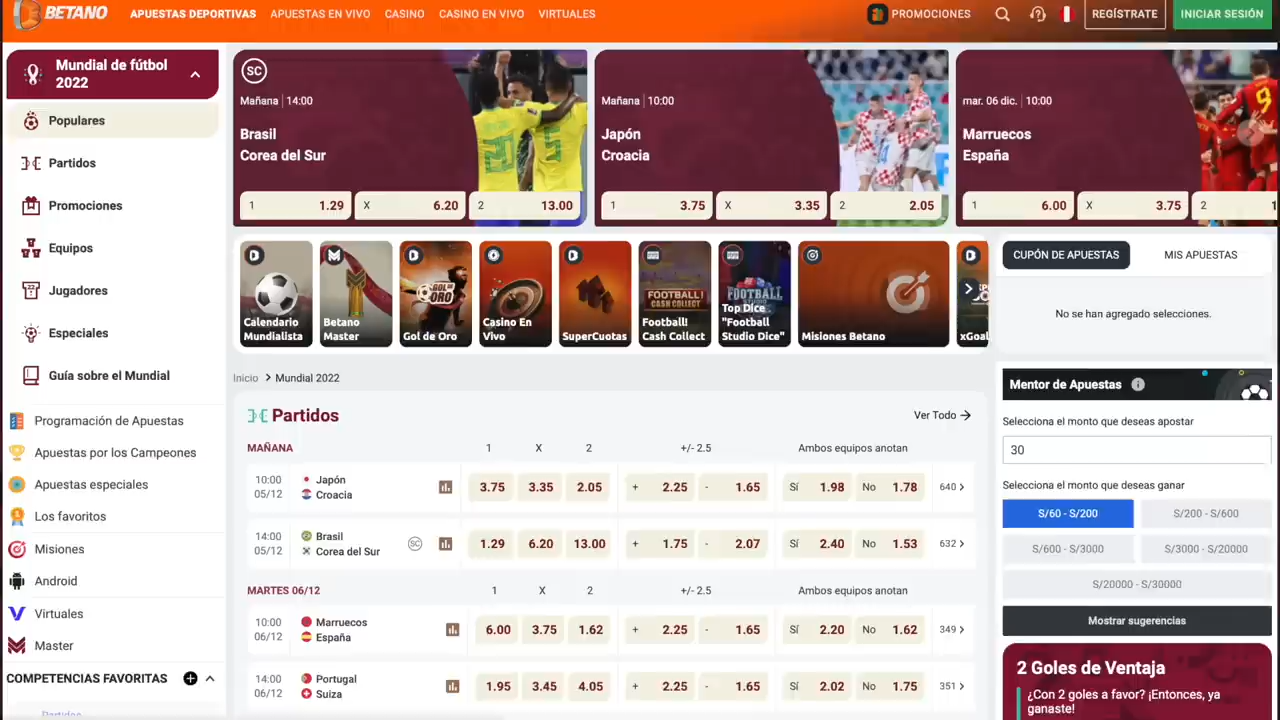 BETANO
APUESTAS DEPORTIVAS APUESTAS EN VIVO CASINO CASINO EN VIVO VIRTUALES
PROMOCIONES
REGÍSTRATE
INICIAR SESIÓN
Mundial de fútbol
2022
Populares
Partidos
Promociones
Equipos
Jugadores
Especiales
Guía sobre el Mundial
Programación de Apuestas
Apuestas por los Campeones
Apuestas especiales
Los favoritos
Misiones
Android
Virtuales
Master
COMPETENCIAS FAVORITAS
Partidos
SC
Mañana | 14:00
Brasil
Corea del Sur
1 1.29 X 6.20 2 13.00
Mañana | 10:00
Japón
Croacia
1 3.75 X 3.35 2 2.05
mar. 06 dic. | 10:00
Marruecos
España
1 6.00 X 3.75 2 1
Calendario
Mundialista
Betano
Master
GOL DE
ORO
Gol de Oro
Casino En
Vivo
SuperCuotas
FOOTBALL!
CASH COLLECT
Football!
Cash Collect
FOOTBALL
STUDIO
Top Dice
"Football
Studio Dice"
Misiones Betano
xGoal
Inicio > Mundial 2022
Partidos
Ver Todo
MAÑANA 1 X 2 +/- 2.5 Ambos equipos anotan
10:00 Japón
05/12 Croacia
3.75 3.35 2.05 + 2.25 - 1.65 Sí 1.98 No 1.78 640
14:00 Brasil
05/12 Corea del Sur
SC
1.29 6.20 13.00 + 1.75 - 2.07 Sí 2.40 No 1.53 632
MARTES 06/12 1 X 2 +/- 2.5 Ambos equipos anotan
10:00 Marruecos
06/12 España
6.00 3.75 1.62 + 2.25 - 1.65 Sí 2.20 No 1.62 349
14:00 Portugal
06/12 Suiza
1.95 3.45 4.05 + 2.25 - 1.65 Sí 2.02 No 1.75 351
CUPÓN DE APUESTAS
MIS APUESTAS
No se han agregado selecciones.
Mentor de Apuestas
Selecciona el monto que deseas apostar
30
Selecciona el monto que deseas ganar
S/60 - S/200
S/200 - S/600
S/600 - S/3000
S/3000 - S/20000
S/20000 - S/30000
Mostrar sugerencias
2 Goles de Ventaja
¿Con 2 goles a favor? ¡Entonces, ya
ganaste!